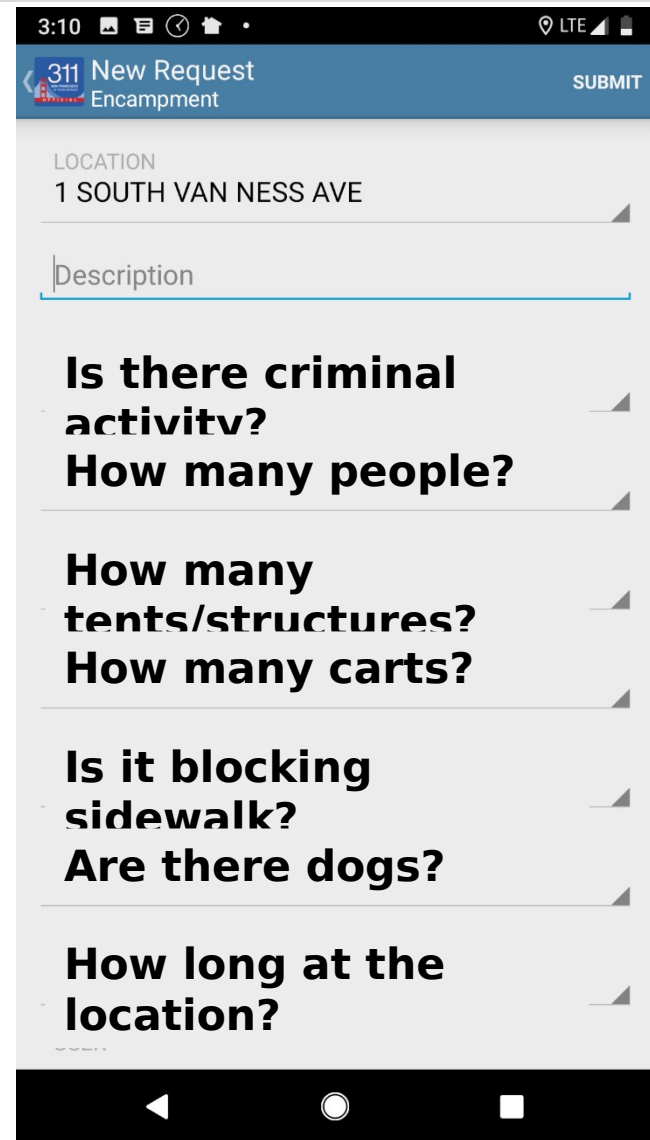 3:10
LTE
311
New Request
Encampment
SUBMIT
LOCATION
1 SOUTH VAN NESS AVE
Description
Is there criminal
activity?
How many people?
How many
tents/structures?
How many carts?
Is it blocking
sidewalk?
Are there dogs?
How long at the
location?